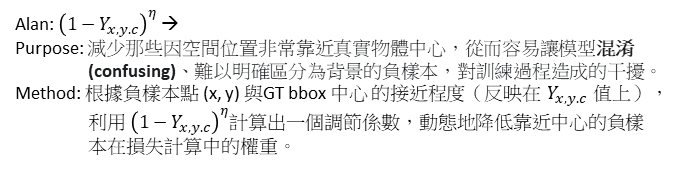 Alan: (1 − Y_{x,y.c})^η →
Purpose: 減少那些因空間位置非常靠近真實物體中心，從而容易讓模型混淆
(confusing)、難以明確區分為背景的負樣本，對訓練過程造成的干擾。
Method: 根據負樣本點 (x, y) 與GT bbox 中心的接近程度（反映在 Y_{x,y.c} 值上），
利用 (1 − Y_{x,y.c})^η計算出一個調節係數，動態地降低靠近中心的負樣
本在損失計算中的權重。